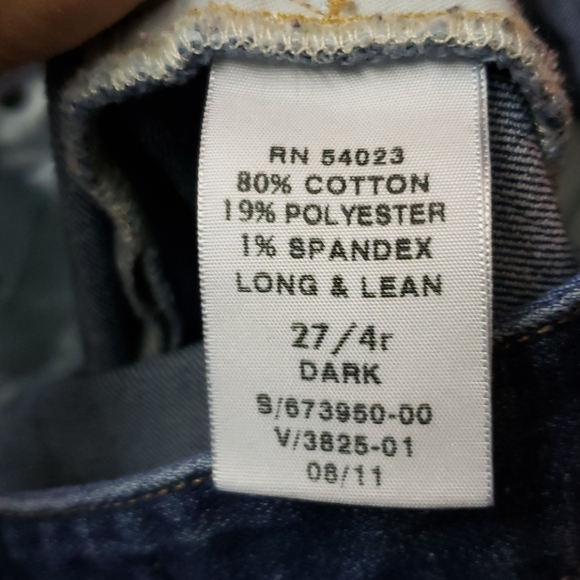 RN 54023
80% COTTON
19% POLYESTER
1% SPANDEX
LONG & LEAN
27/4r
DARK
S/673950-00
V/3825-01
08/11